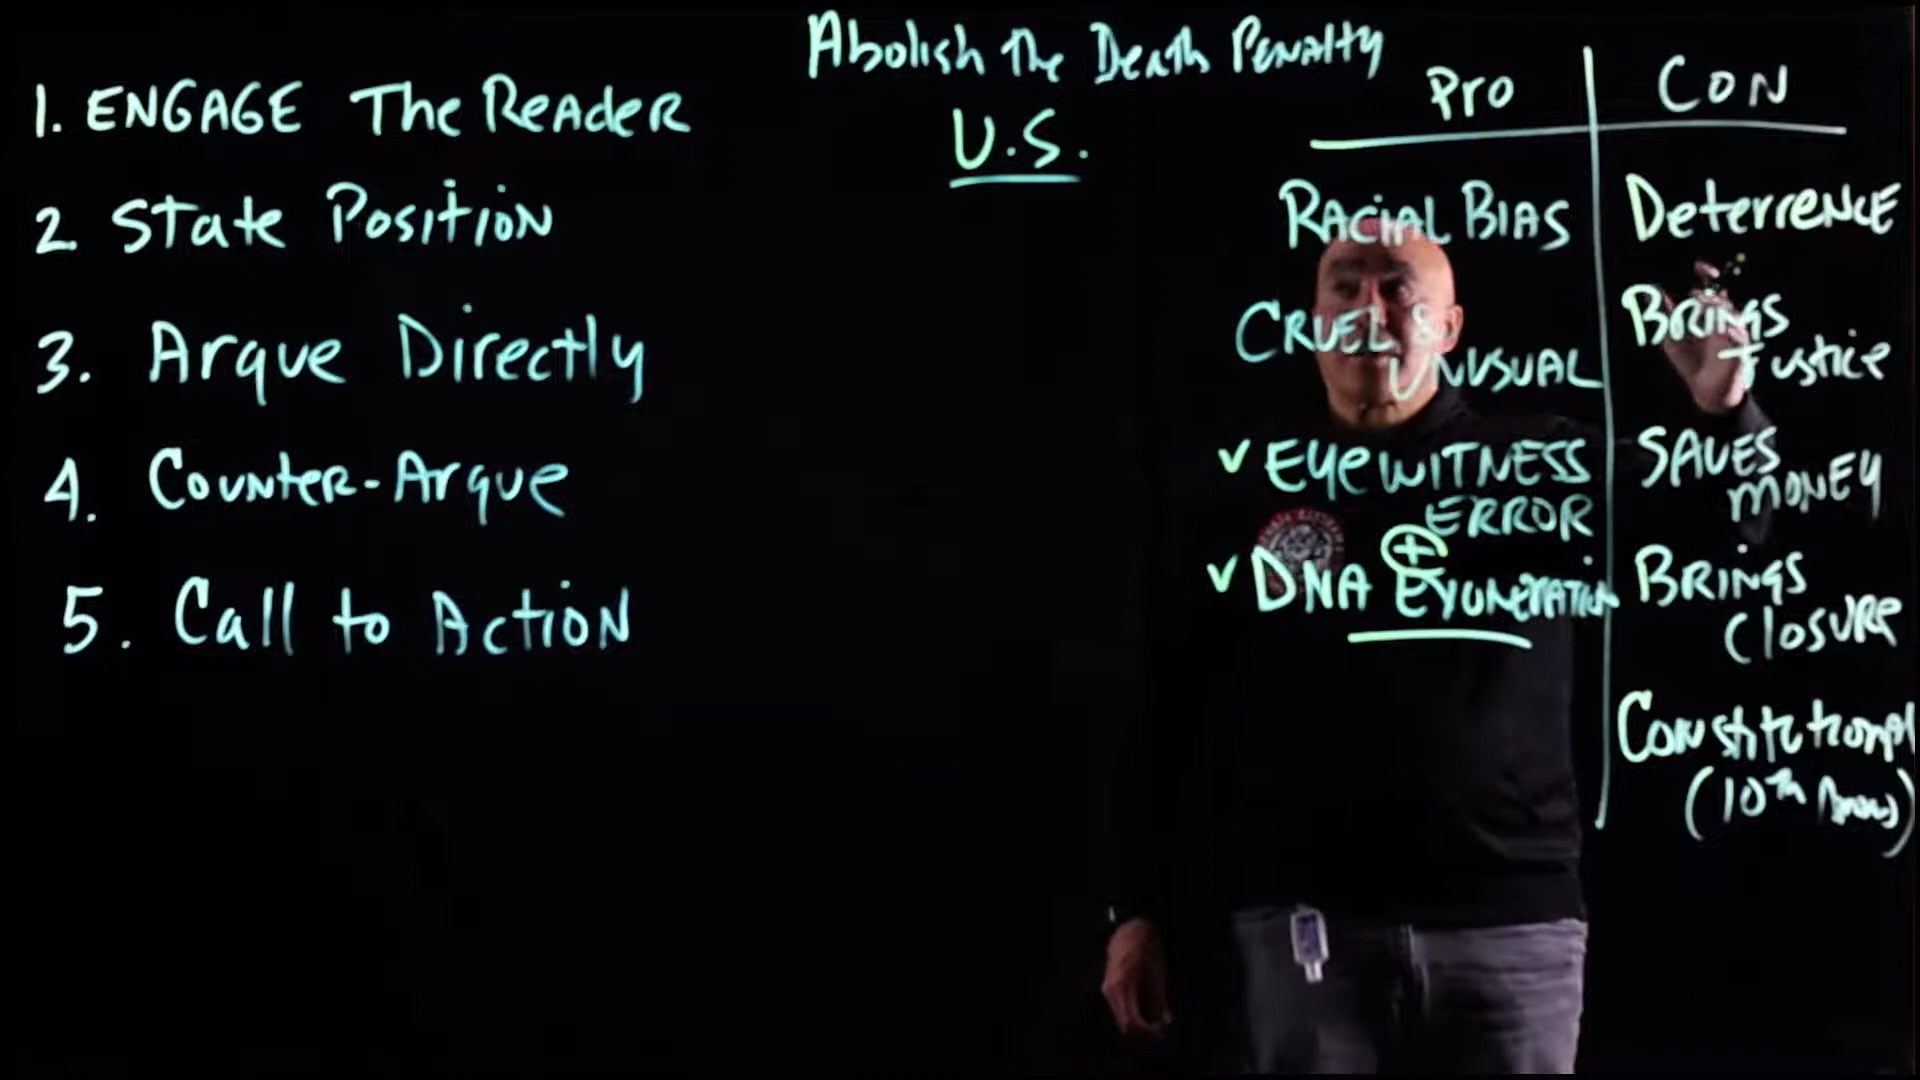 Abolish The Death Penalty
U.S.
1. ENGAGE The Reader
2 State Position
3. Argue Directly
4. Counter-Argue
5. Call to Action
Pro
RACIAL BIAS
CRUEL &
UNUSUAL
✓ EyeWITNESS
ERROR
+
✓ DNA Exoneration
CON
DeterreNCE
BRINGS
Justice
SAVES
MONEY
BRINGS
Closure
Constitutional
(10th